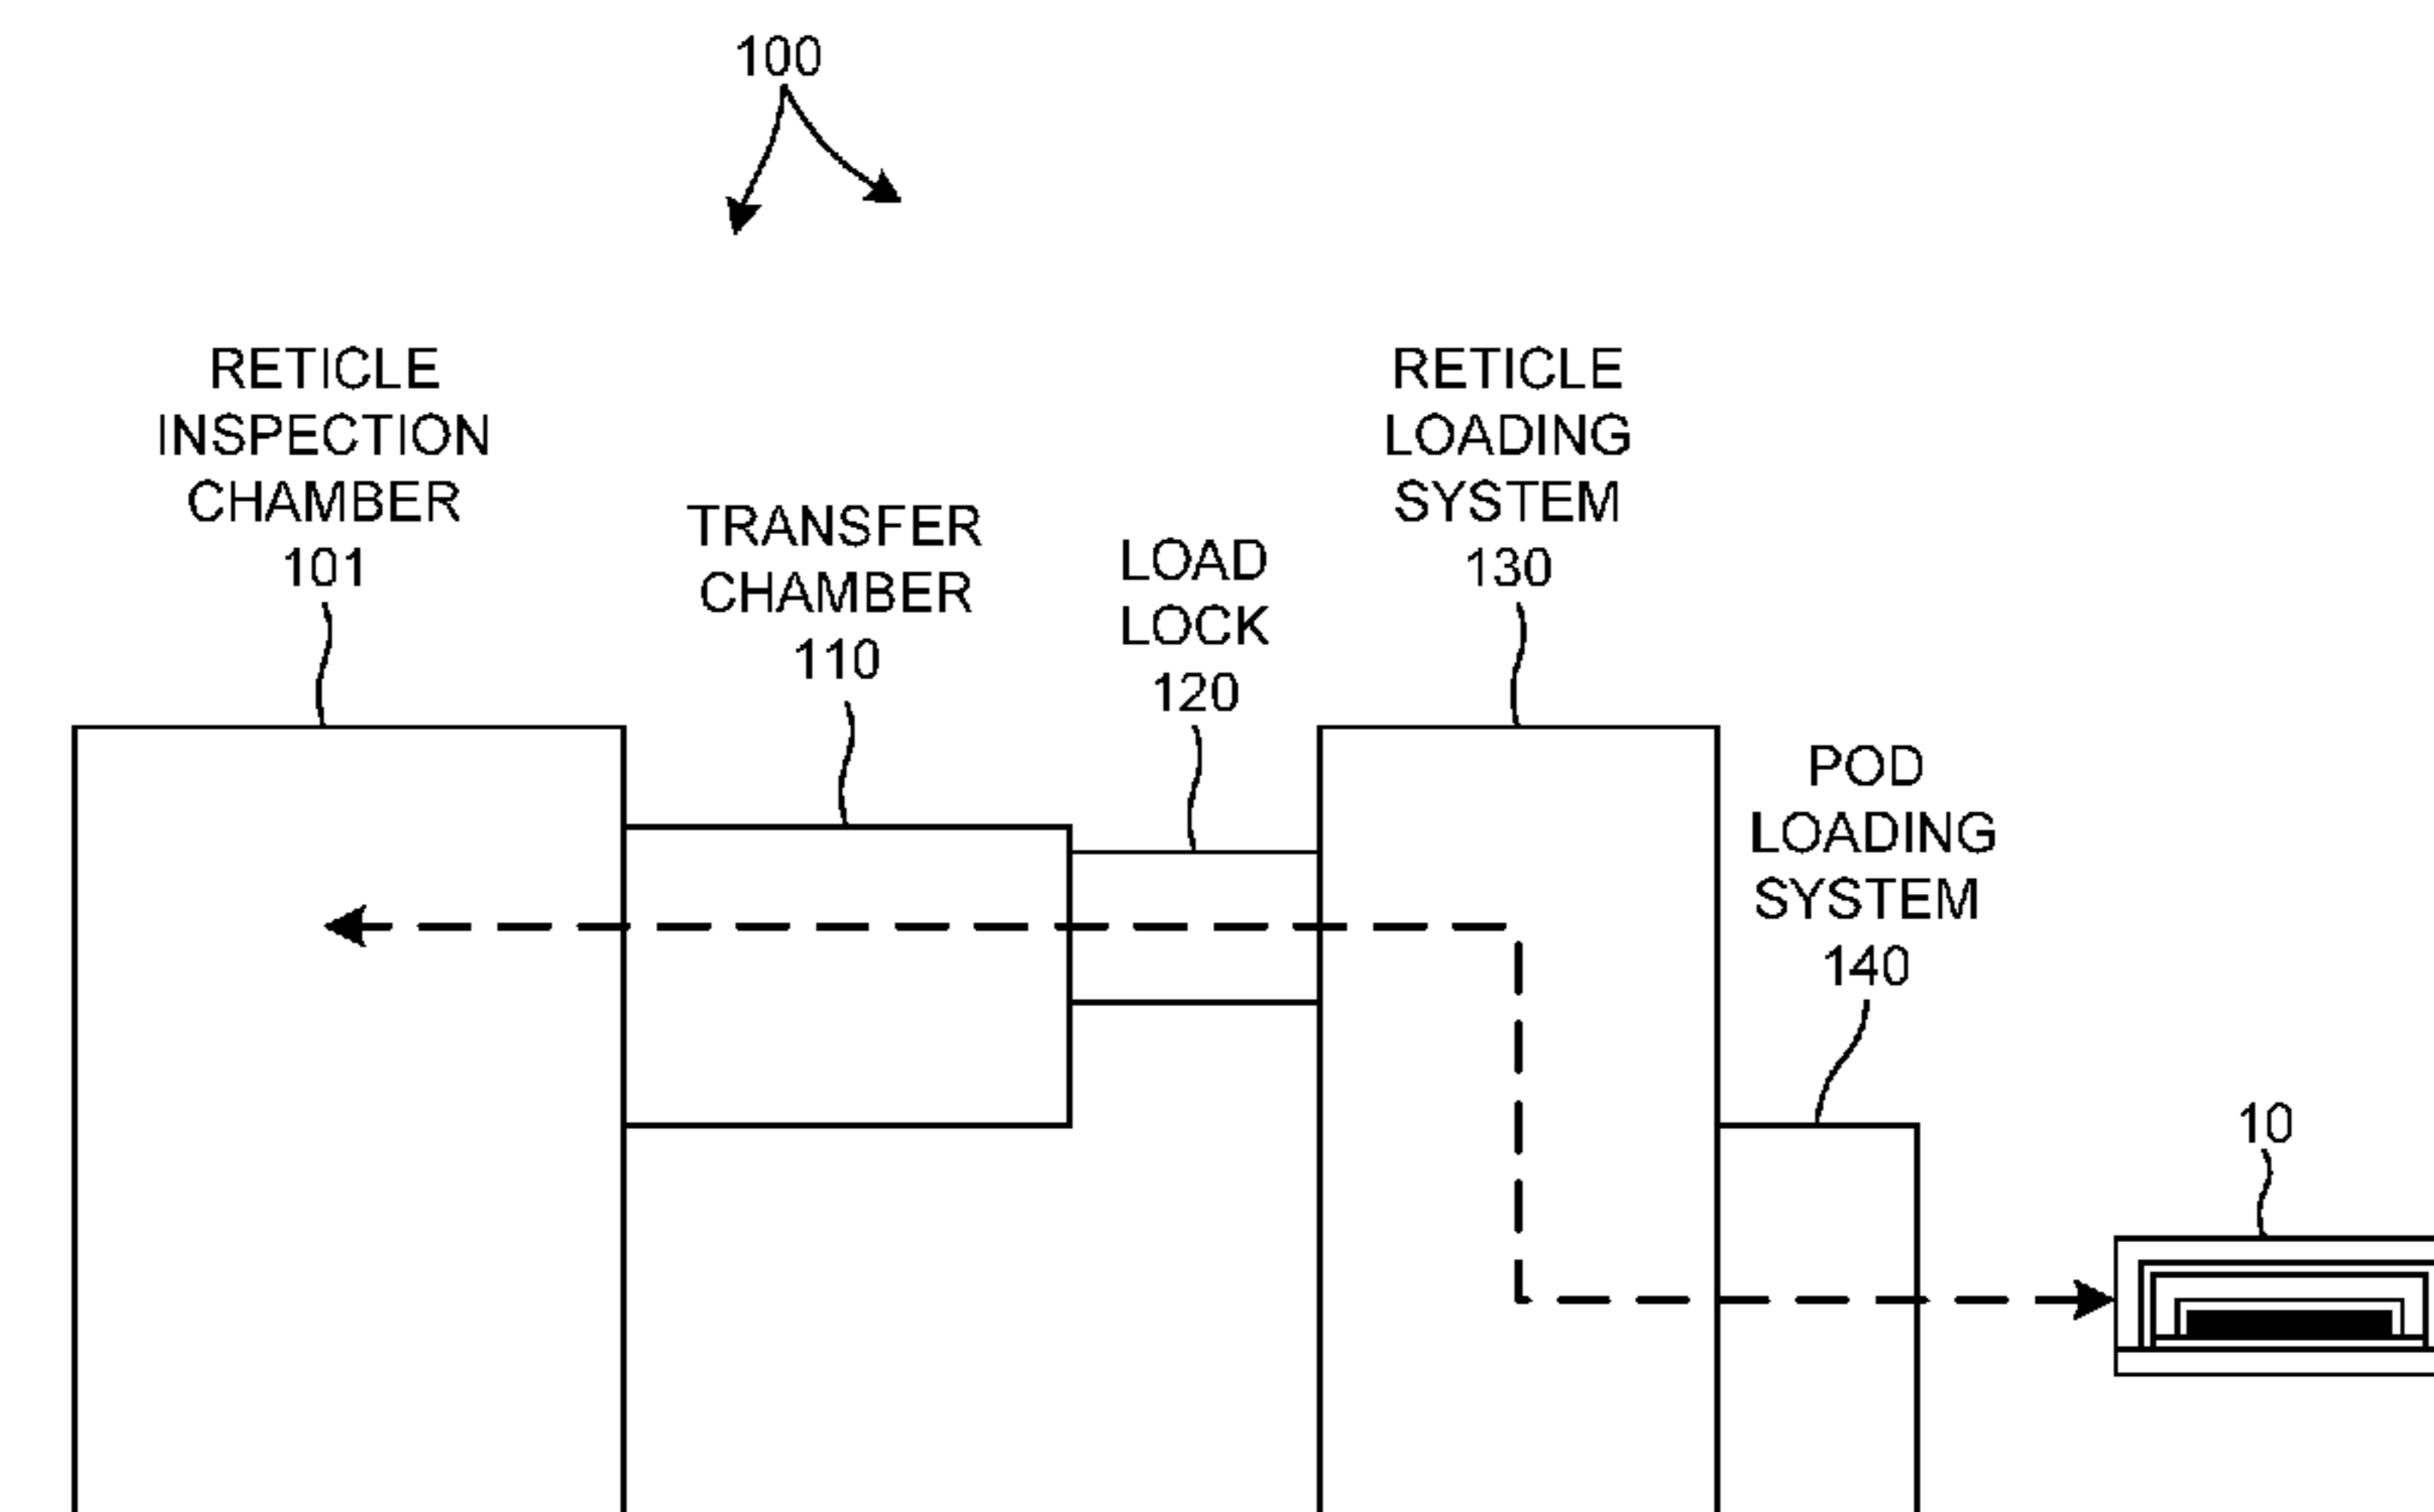 100
RETICLE
INSPECTION
CHAMBER
101
TRANSFER
CHAMBER
110
LOAD
LOCK
120
RETICLE
LOADING
SYSTEM
130
POD
LOADING
SYSTEM
140
10